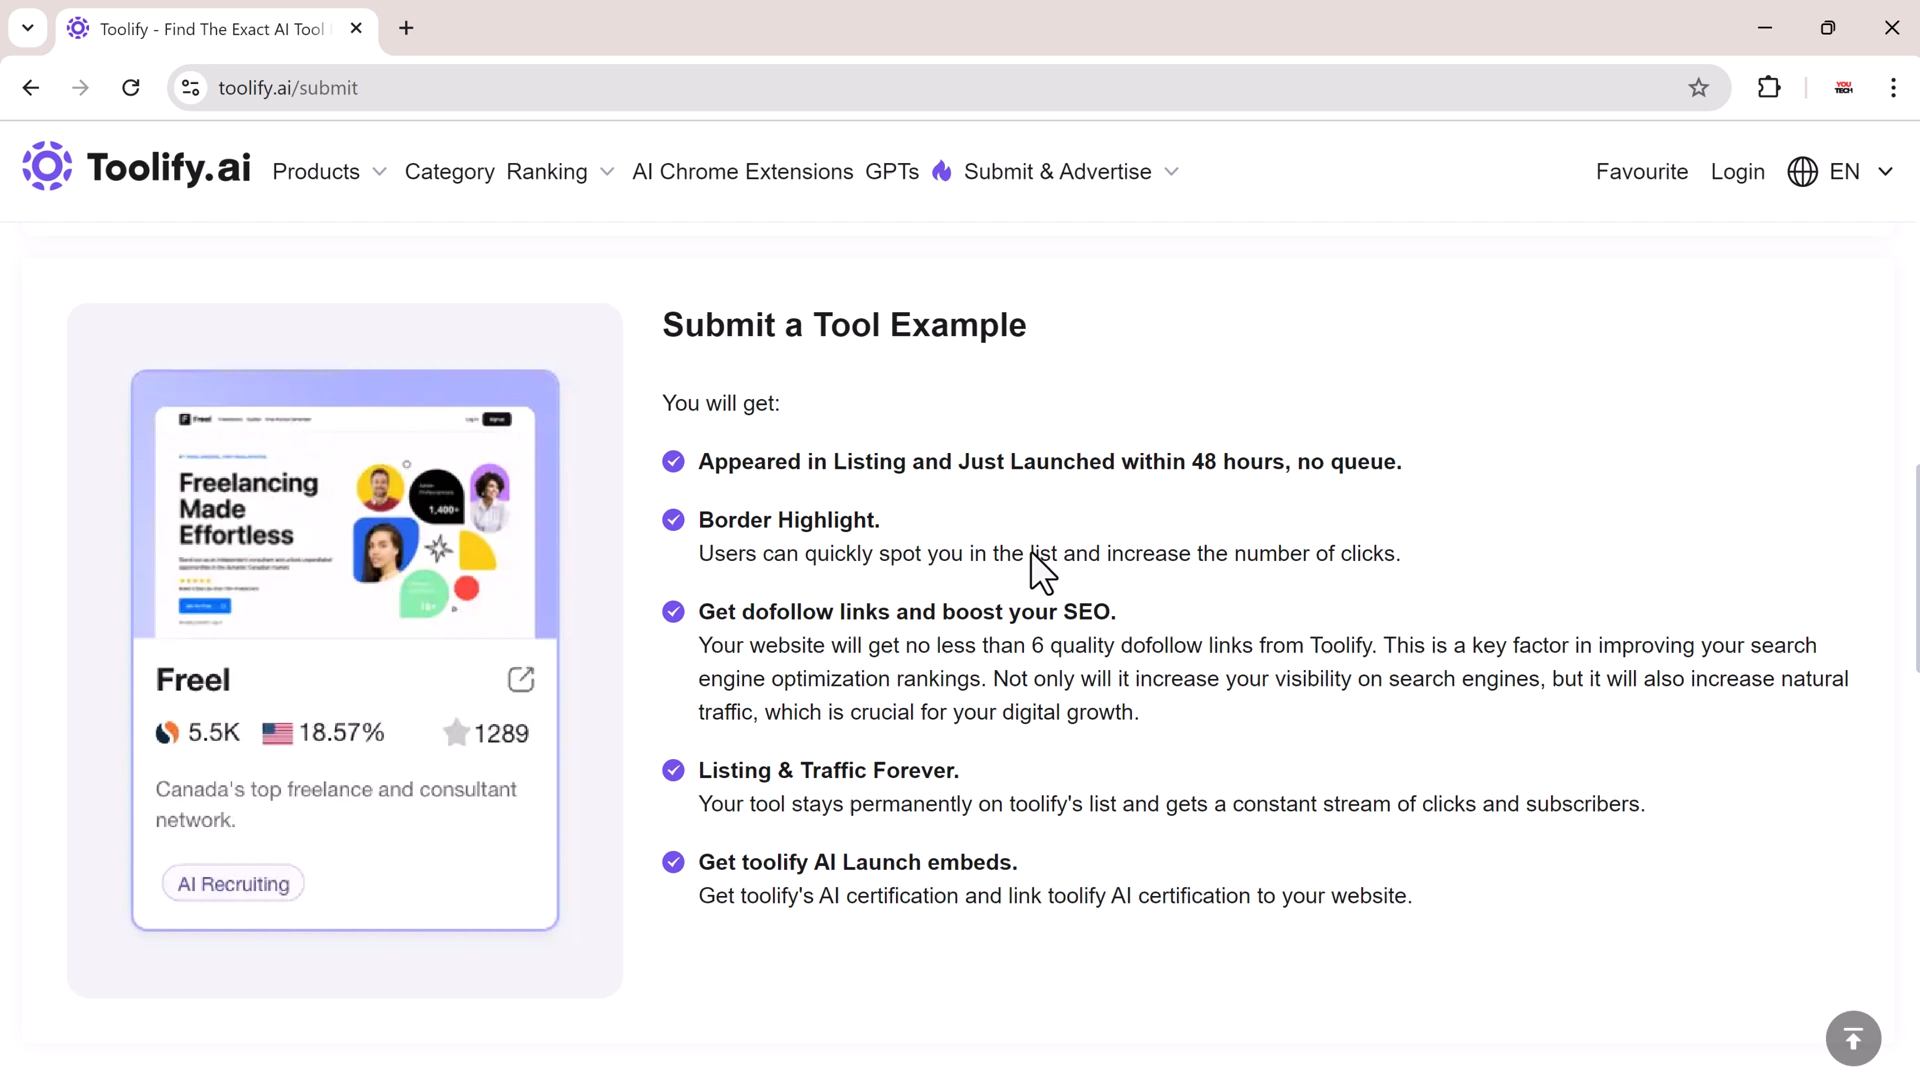 Toolify - Find The Exact AI Tool
toolify.ai/submit
YOU
TECH
Toolify.ai
Products
Category
Ranking
AI Chrome Extensions
GPTs
Submit & Advertise
Favourite
Login
EN
Submit a Tool Example
You will get:
Appeared in Listing and Just Launched within 48 hours, no queue.
Border Highlight.
Users can quickly spot you in the list and increase the number of clicks.
Get dofollow links and boost your SEO.
Your website will get no less than 6 quality dofollow links from Toolify. This is a key factor in improving your search
engine optimization rankings. Not only will it increase your visibility on search engines, but it will also increase natural
traffic, which is crucial for your digital growth.
Listing & Traffic Forever.
Your tool stays permanently on toolify's list and gets a constant stream of clicks and subscribers.
Get toolify AI Launch embeds.
Get toolify's AI certification and link toolify AI certification to your website.
Freel
Freelancing
Made
Effortless
1,400+
Freel
5.5K
18.57%
1289
Canada's top freelance and consultant
network.
AI Recruiting